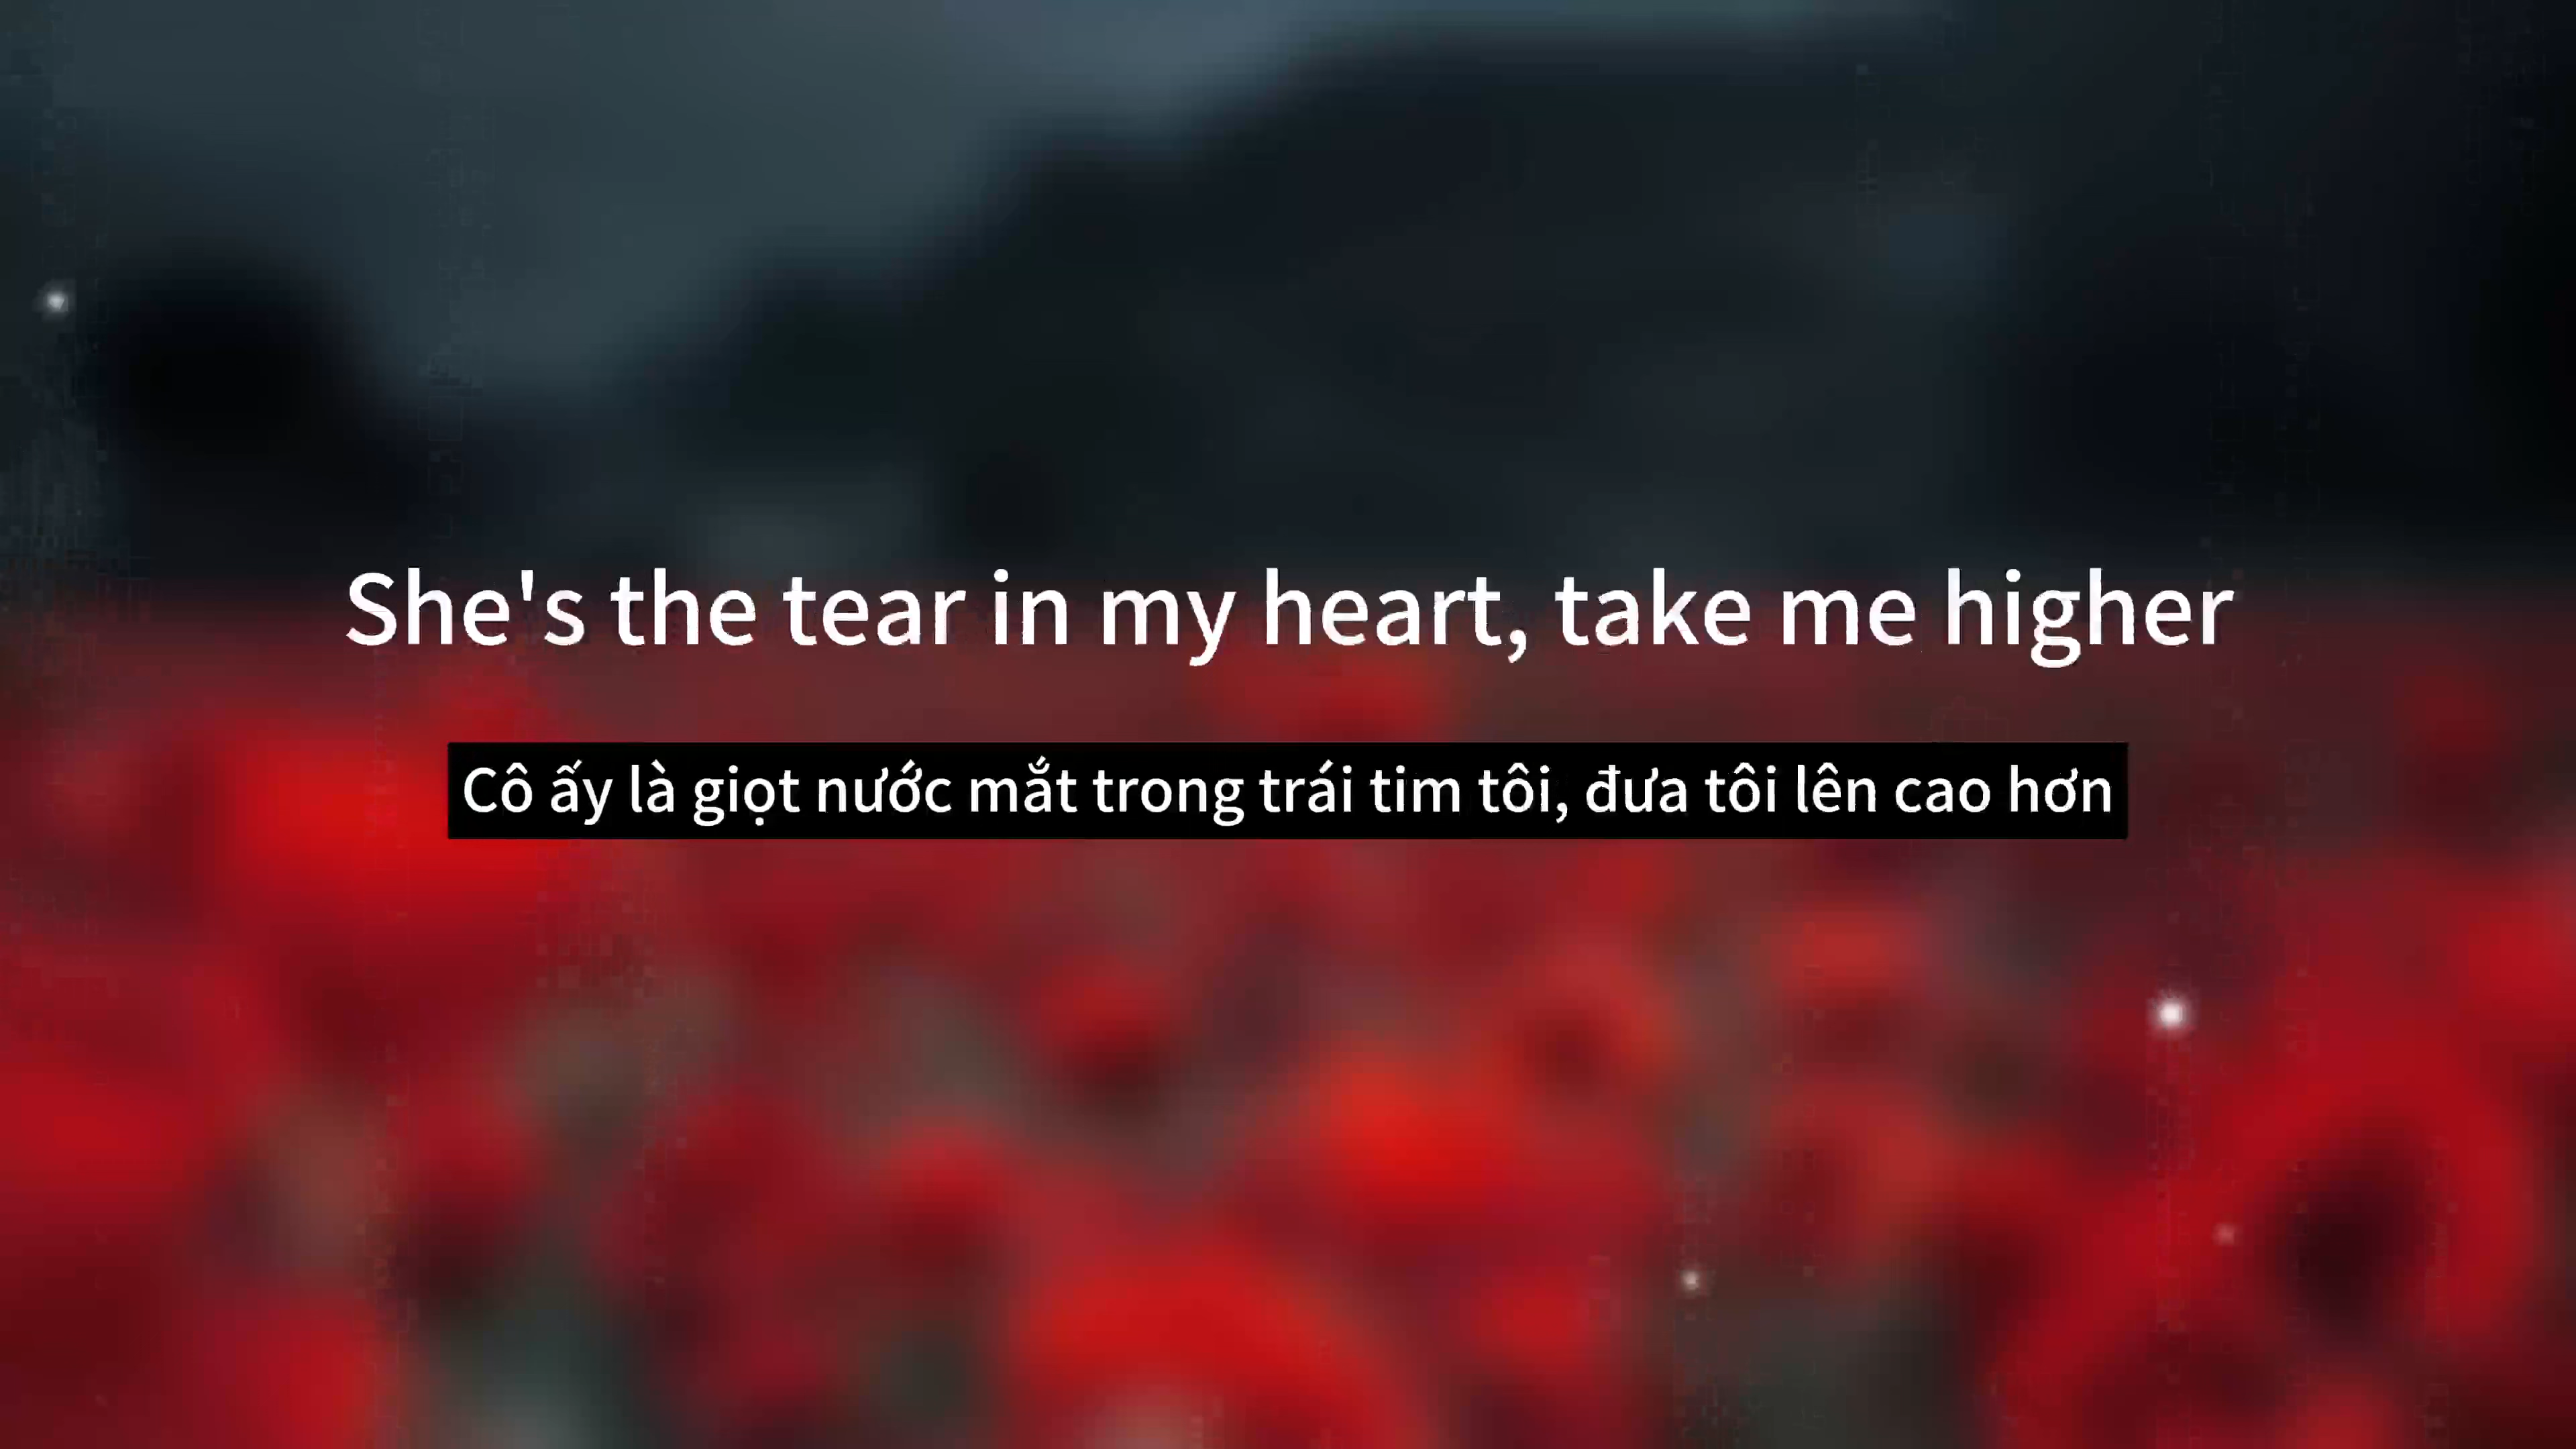 She's the tear in my heart, take me higher
Cô ấy là giọt nước mắt trong trái tim tôi, đưa tôi lên cao hơn